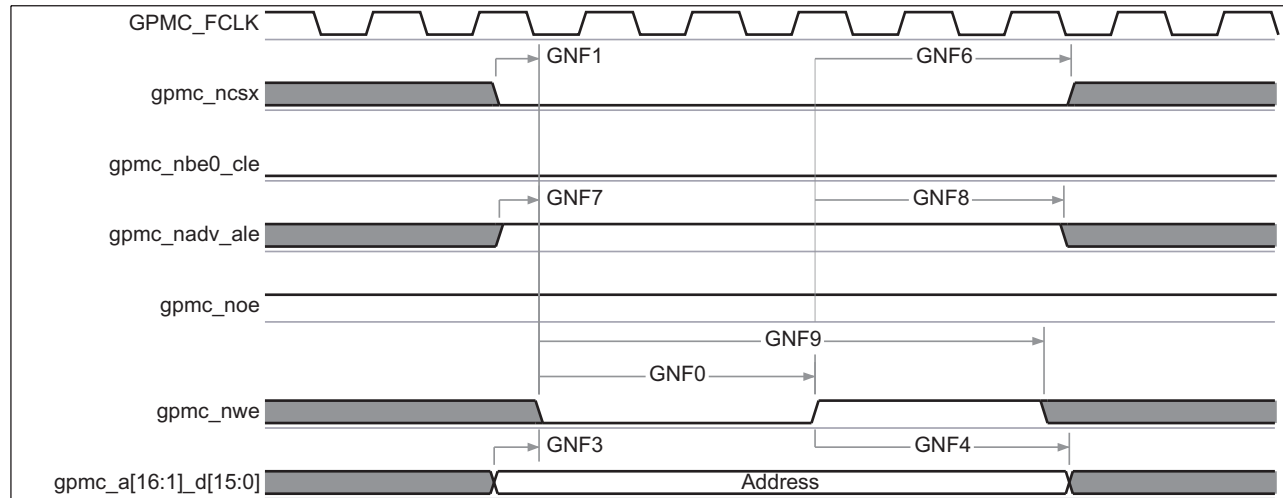 GPMC_FCLK
GNF1
GNF6
gpmc_ncsx
gpmc_nbe0_cle
GNF7
GNF8
gpmc_nadv_ale
gpmc_noe
GNF9
GNF0
gpmc_nwe
GNF3
GNF4
gpmc_a[16:1]_d[15:0]
Address